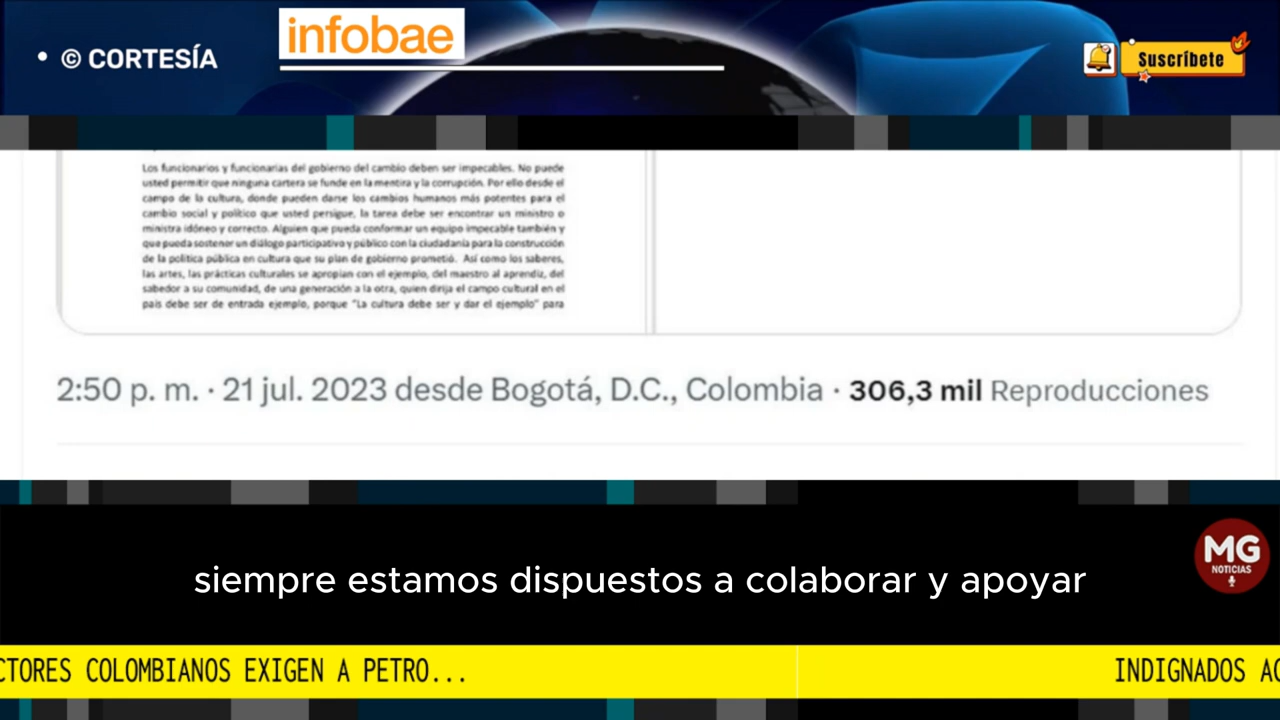 • © CORTESÍA
infobae
Suscríbete
Los funcionarios y funcionarias del gobierno del cambio deben ser impecables. No puede
usted permitir que ninguna cartera se funde en la mentira y la corrupción. Por ello desde el
campo de la cultura, donde pueden darse los cambios humanos más potentes para el
cambio social y político que usted persigue, la tarea debe ser encontrar un ministro o
ministra idóneo y correcto. Alguien que pueda conformar un equipo impecable también y
que pueda sostener un diálogo participativo y público con la ciudadanía para la construcción
de la política pública en cultura que su plan de gobierno prometió. Así como los saberes,
las artes, las prácticas culturales se apropian con el ejemplo, del maestro al aprendiz, del
sabedor a su comunidad, de una generación a la otra, quien dirija el campo cultural en el
país debe ser de entrada ejemplo, porque "La cultura debe ser y dar el ejemplo" para
2:50 p. m. · 21 jul. 2023 desde Bogotá, D.C., Colombia · 306,3 mil Reproducciones
MG
NOTICIAS
siempre estamos dispuestos a colaborar y apoyar
CTORES COLOMBIANOS EXIGEN A PETRO... INDIGNADOS AC